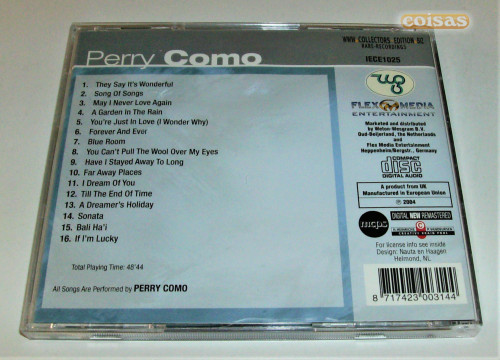 coisas
Perry Como
COLLECTORS EDITION
RARE-RECORDINGS
IECE1025
1. They Say It's Wonderful
2. Song Of Songs
3. May I Never Love Again
4. A Garden In The Rain
5. You're Just In Love (I Wonder Why)
6. Forever And Ever
7. Blue Room
8. You Can't Pull The Wool Over My Eyes
9. Have I Stayed Away To Long
10. Far Away Places
11. I Dream Of You
12. Till The End Of Time
13. A Dreamer's Holiday
14. Sonata
15. Bali Ha'i
16. If I'm Lucky
Total Playing Time: 46'44
All Songs are Performed by PERRY COMO
FLEX MEDIA
ENTERTAINMENT
Marketed and distributed
by Weton-Wesgram B.V.
Oud-Beijerland, the Netherlands
and
Flex Media Entertainment
Heppenheim/Bergstr., Germany
COMPACT
disc
DIGITAL AUDIO
A product from UK
Manufactured in European Union
℗ 2004
mcps
DIGITAL NEW REMASTERED
For license info see inside
Design: Nauta en Haagen
Helmond, NL
8 717423 003144